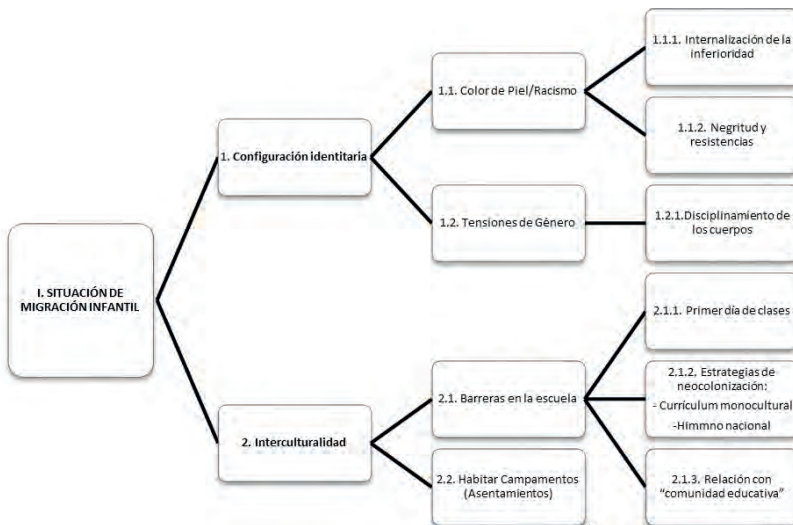 I. SITUACIÓN DE
MIGRACIÓN INFANTIL
1. Configuración identitaria
1.1. Color de Piel/Racismo
1.1.1. Internalización de la
inferioridad
1.1.2. Negritud y
resistencias
1.2. Tensiones de Género
1.2.1.Disciplinamiento de
los cuerpos
2. Interculturalidad
2.1. Barreras en la escuela
2.1.1. Primer día de clases
2.1.2. Estrategias de
neocolonización:
- Currículum monocultural
-Himmno nacional
2.1.3. Relación con
“comunidad educativa”
2.2. Habitar Campamentos
(Asentamientos)